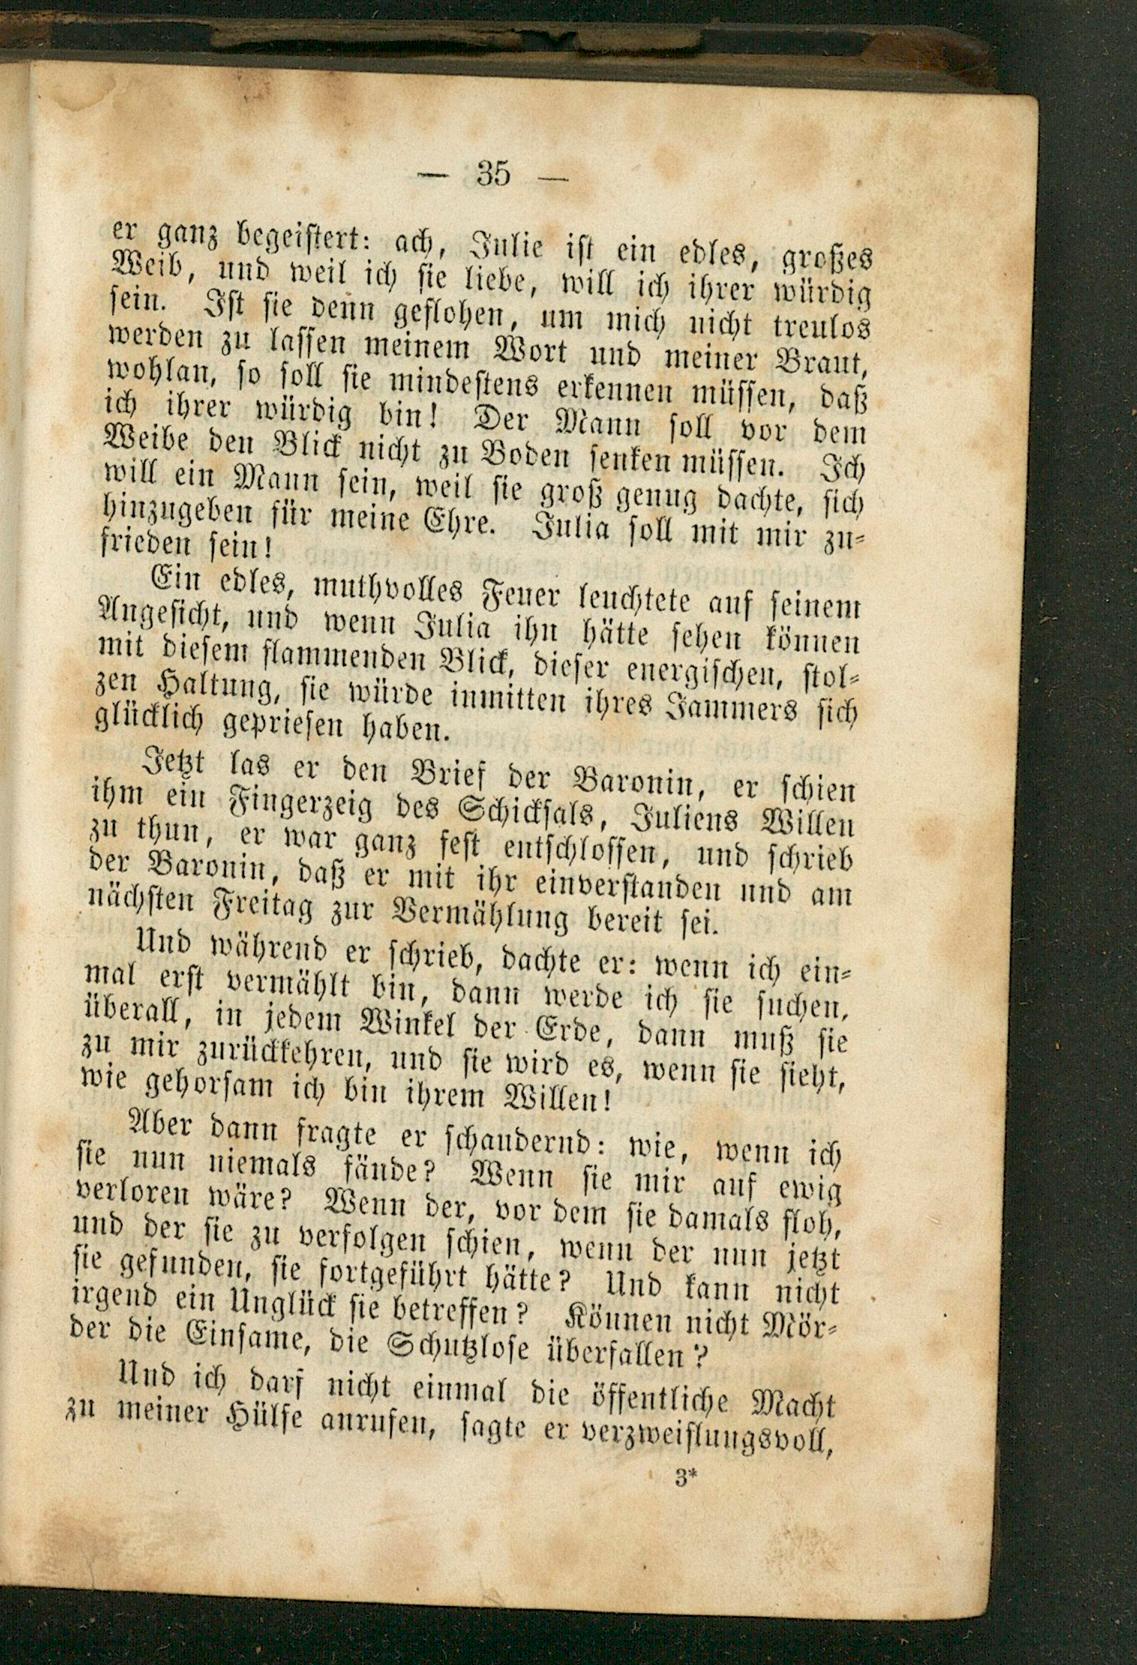 — 35 —
er ganz begeistert: ach, Julie ist ein edles, großes
Weib, und weil ich sie liebe, will ich ihrer würdig
sein. Ist sie denn geflohen, um mich nicht treulos
werden zu lassen meinem Wort und meiner Braut,
wohlan, so soll sie mindestens erkennen müssen, daß
ich ihrer würdig bin! Der Mann soll vor dem
Weibe den Blick nicht zu Boden senken müssen. Ich
will ein Mann sein, weil sie groß genug dachte, sich
hinzugeben für meine Ehre. Julia soll mit mir zu-
frieden sein!
Ein edles, muthvolles Feuer leuchtete auf seinem
Angesicht, und wenn Julia ihn hätte sehen können
mit diesem flammenden Blick, dieser energischen, stol-
zen Haltung, sie würde inmitten ihres Jammers sich
glücklich gepriesen haben.
Jetzt las er den Brief der Baronin, er schien
ihm ein Fingerzeig des Schicksals, Juliens Willen
zu thun, er war ganz fest entschlossen, und schrieb
der Baronin, daß er mit ihr einverstanden und am
nächsten Freitag zur Vermählung bereit sei.
Und während er schrieb, dachte er: wenn ich ein-
mal erst vermählt bin, dann werde ich sie suchen,
überall, in jedem Winkel der Erde, dann muß sie
zu mir zurückkehren, und sie wird es, wenn sie sieht,
wie gehorsam ich bin ihrem Willen!
Aber dann fragte er schaudernd: wie, wenn ich
sie nun niemals fände? Wenn sie mir auf ewig
verloren wäre? Wenn der, vor dem sie damals floh,
und der sie zu verfolgen schien, wenn der nun jetzt
sie gefunden, sie fortgeführt hätte? Und kann nicht
irgend ein Unglück sie betreffen? Können nicht Mör-
der die Einsame, die Schutzlose überfallen?
Und ich darf nicht einmal die öffentliche Macht
zu meiner Hülfe anrufen, sagte er verzweiflungsvoll,
3*